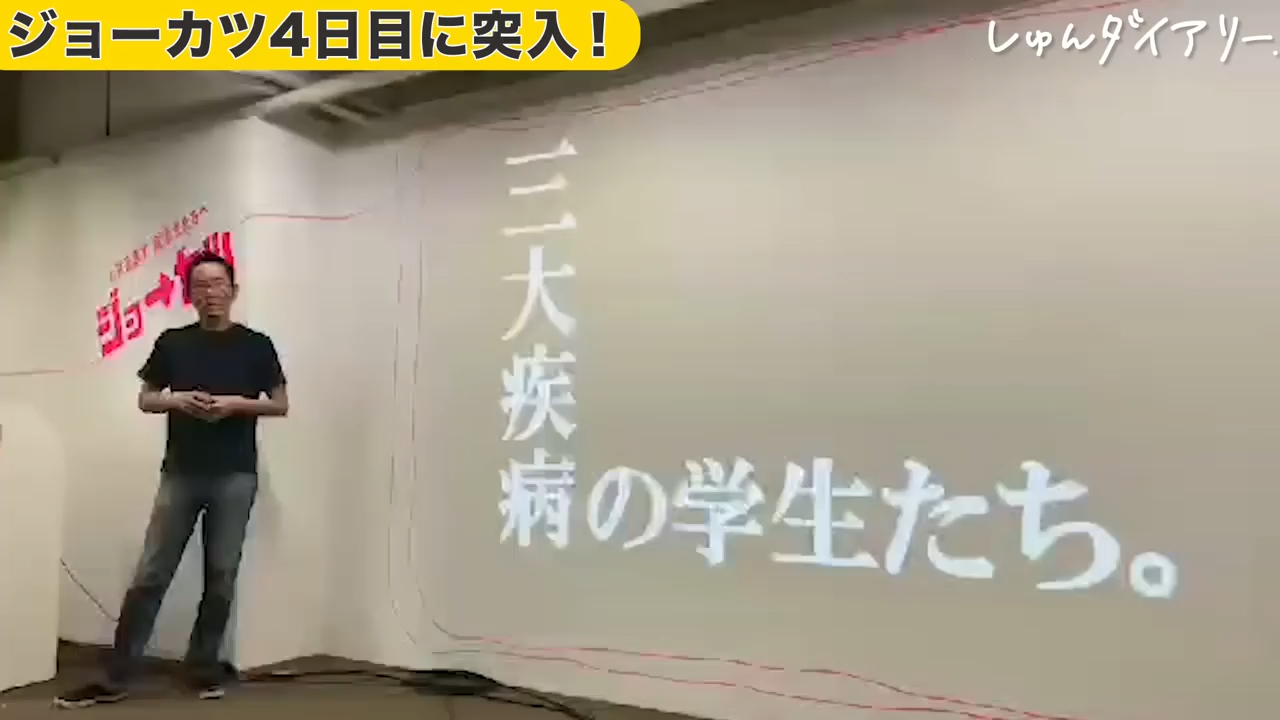 ジョーカツ4日目に突入!
しゅんダイアリー
三大疾病の学生たち。
ジョーカツ